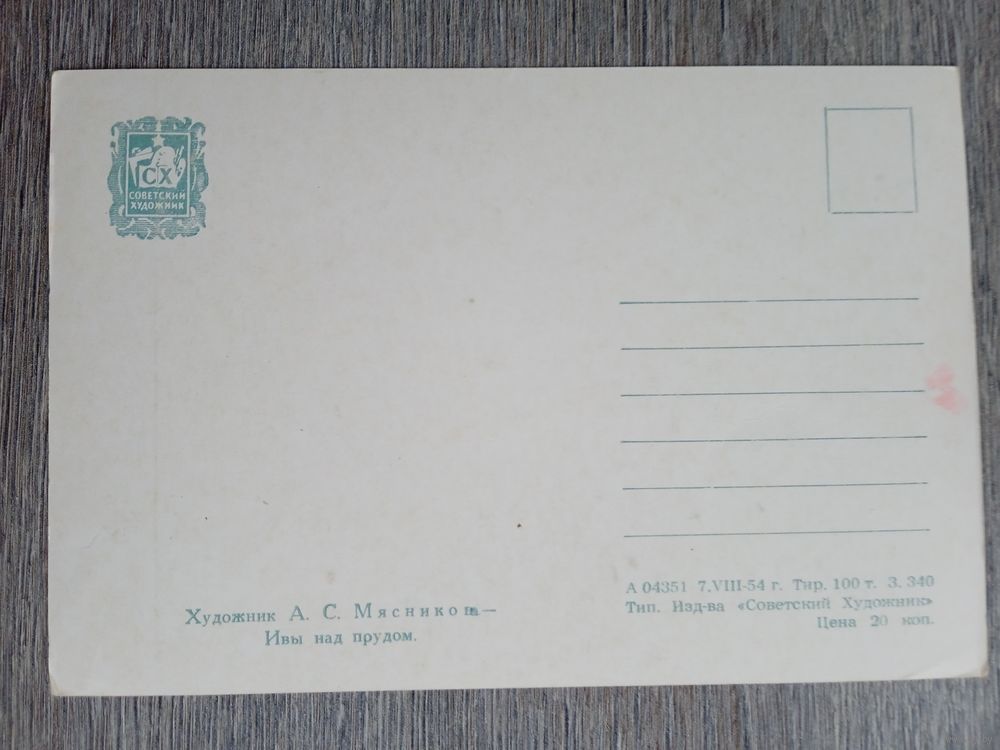 СХ
СОВЕТСКИЙ
ХУДОЖНИК
Художник А. С. Мясников—
Ивы над прудом.
А 04351 7.VIII-54 г. Тир. 100 т. З. 340
Тип. Изд-ва «Советский Художник»
Цена 20 коп.